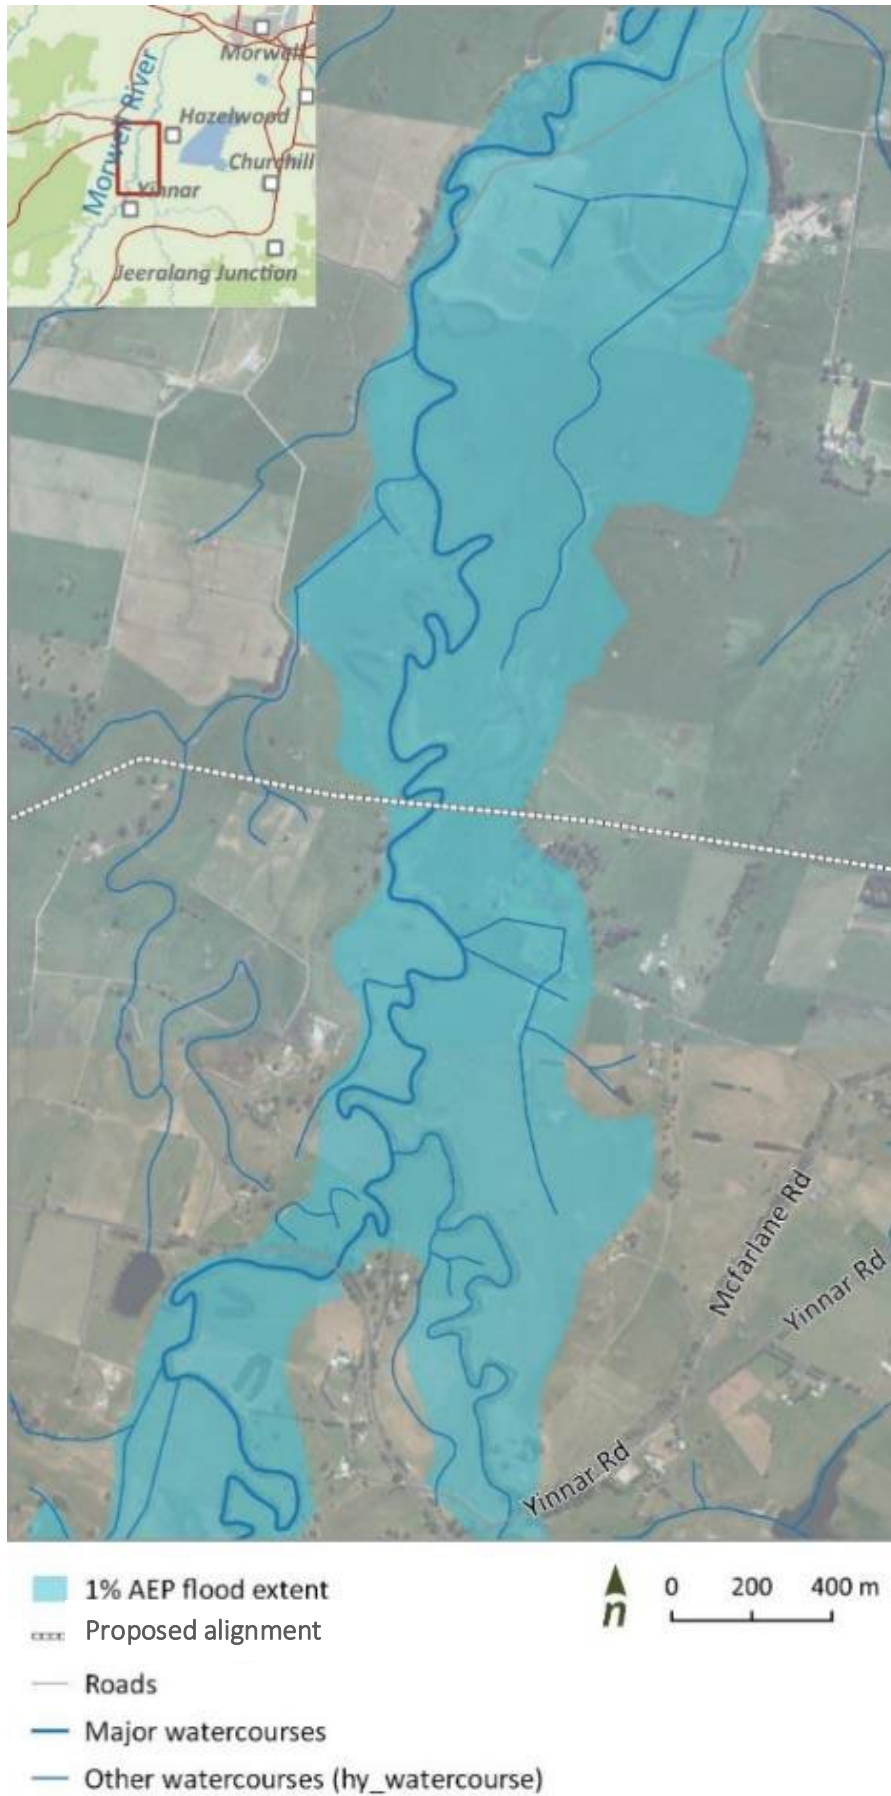 Morwell
Morwell River
Hazelwood
Churchill
Yinnar
Jeeralang Junction
Mcfarlane Rd
Yinnar Rd
Yinnar Rd
1% AEP flood extent
Proposed alignment
Roads
Major watercourses
Other watercourses (hy_watercourse)
n
0 200 400 m